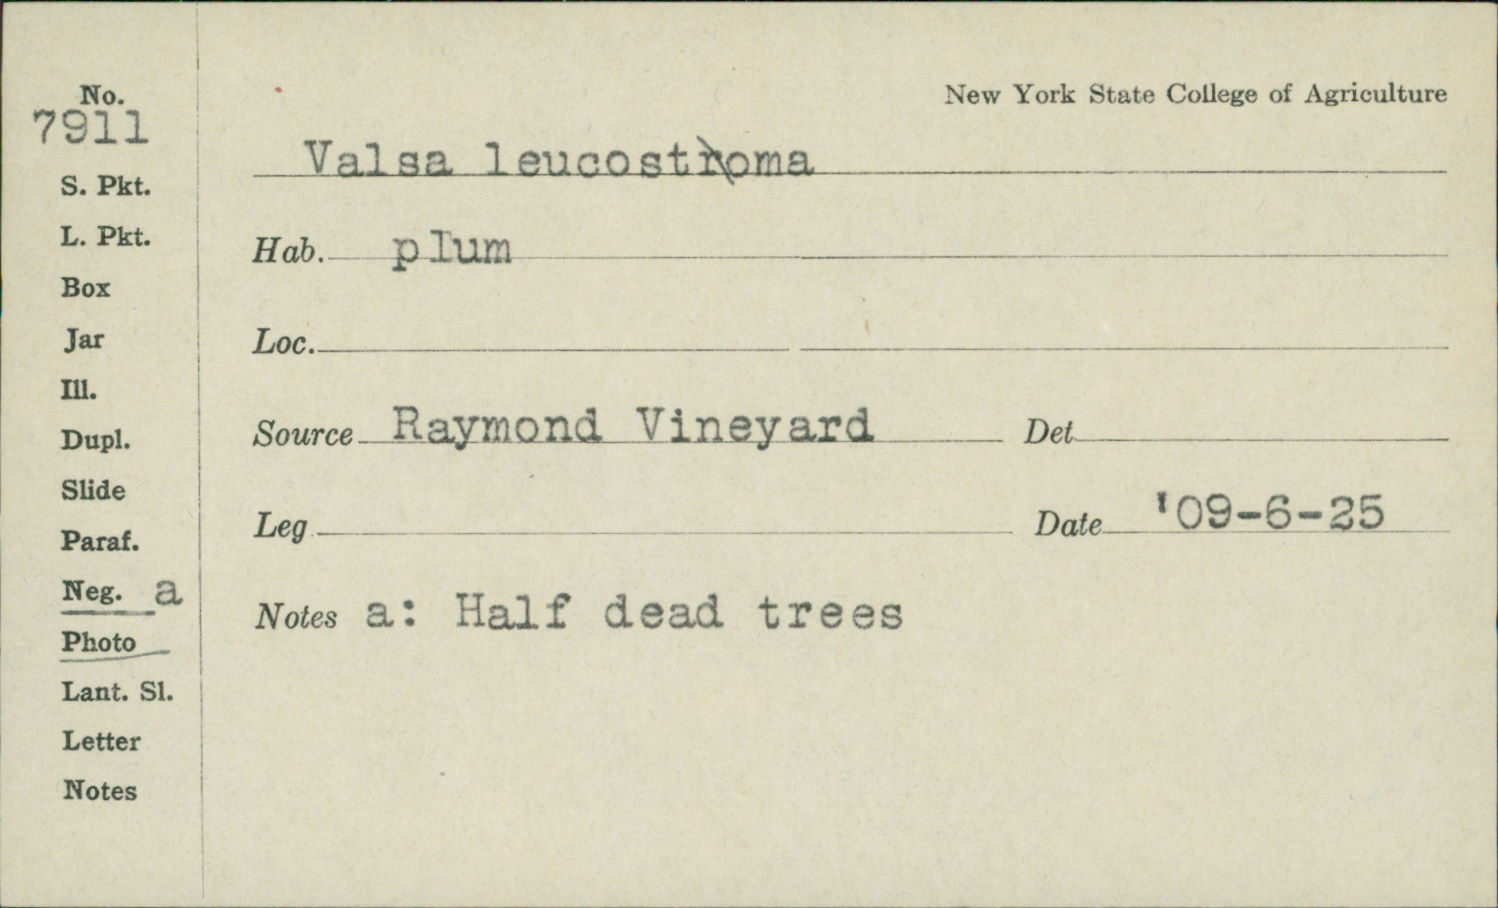 New York State College of Agriculture
No.
7911
Valsa leucostroma
S. Pkt.
L. Pkt.
Hab. plum
Box
Jar
Loc.
Ill.
Dupl.
Source Raymond Vineyard Det
Slide
Leg Date '09-6-25
Paraf.
Neg. a
Notes a: Half dead trees
Photo
Lant. Sl.
Letter
Notes